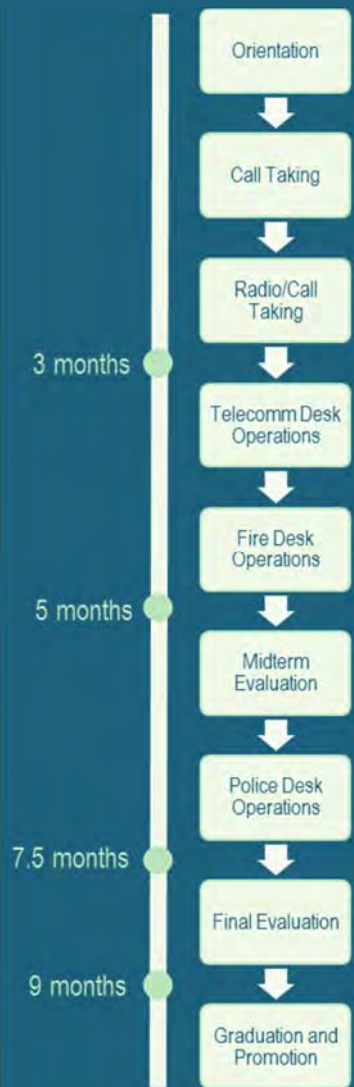 Orientation
Call Taking
Radio/Call
Taking
3 months
Telecomm Desk
Operations
Fire Desk
Operations
5 months
Midterm
Evaluation
Police Desk
Operations
7.5 months
Final Evaluation
9 months
Graduation and
Promotion